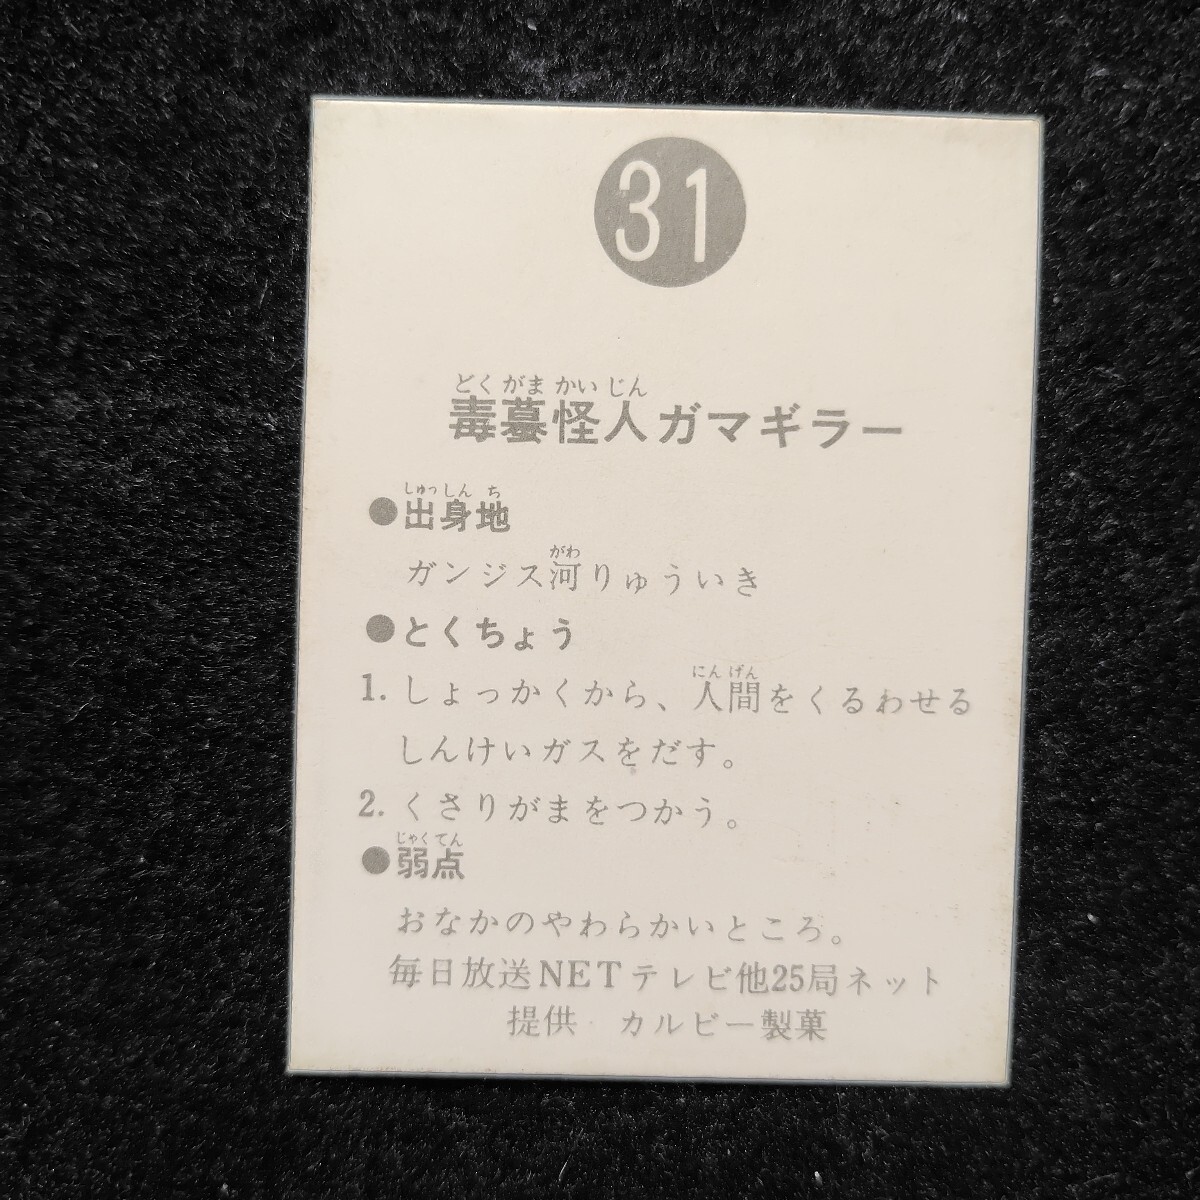 31
どくがまかいじん
毒蟇怪人ガマギラー
しゅっしんち
●出身地
がわ
ガンジス河りゅういき
●とくちょう
にんげん
1. しょっかくから、人間をくるわせる
しんけいガスをだす。
2. くさりがまをつかう。
じゃくてん
●弱点
おなかのやわらかいところ。
毎日放送NETテレビ他25局ネット
提供 カルビー製菓